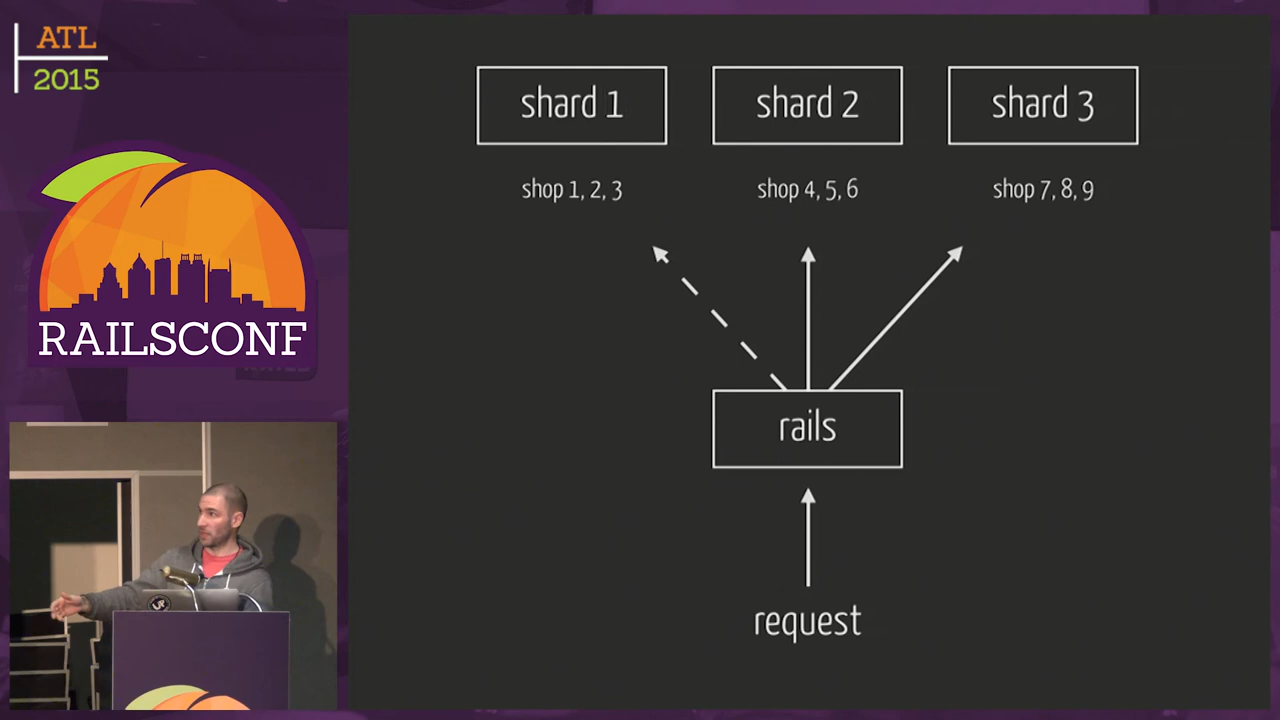 ATL
2015
RAILSCONF
shard 1
shard 2
shard 3
shop 1, 2, 3
shop 4, 5, 6
shop 7, 8, 9
rails
request